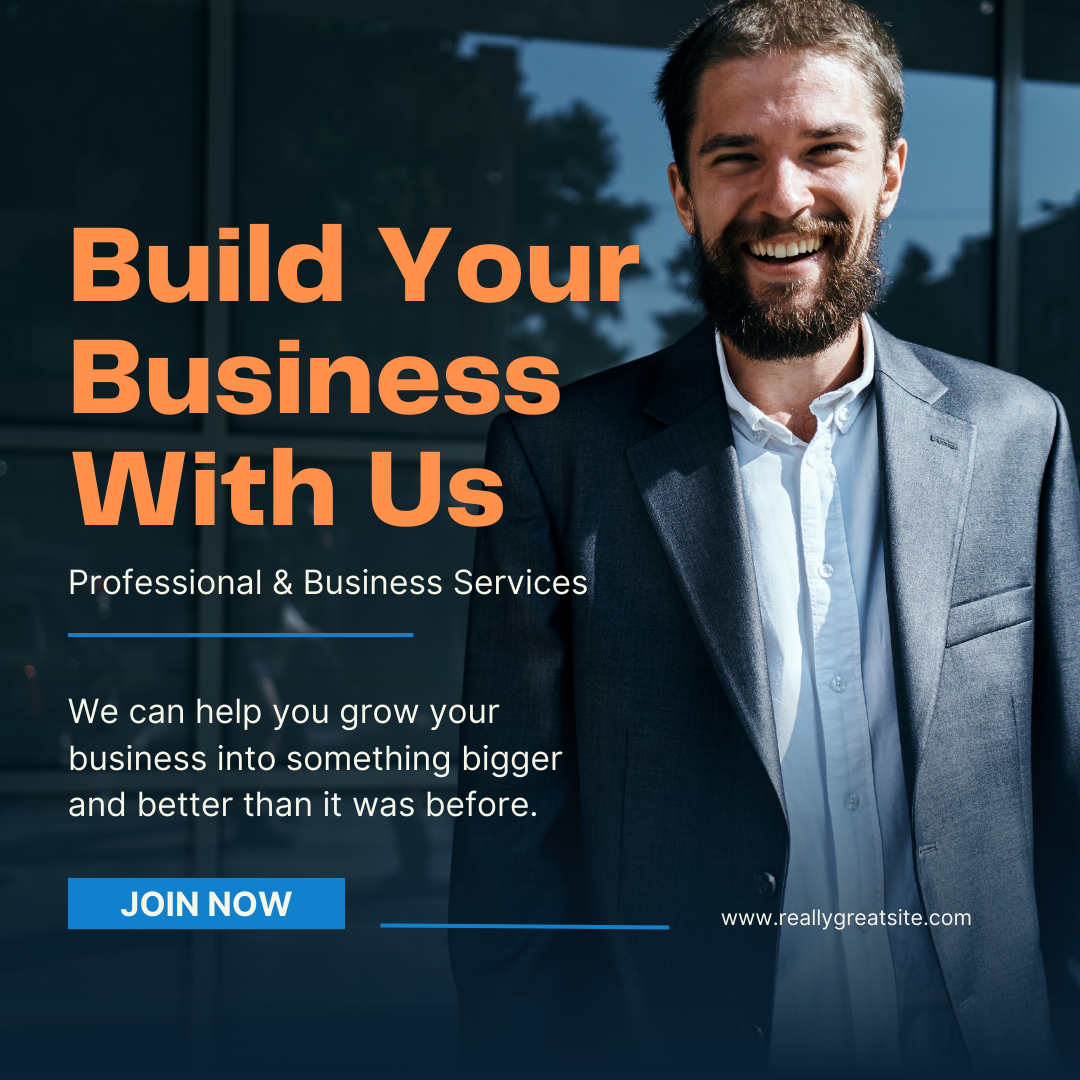 Build Your
Business
With Us
Professional & Business Services
We can help you grow your
business into something bigger
and better than it was before.
JOIN NOW
www.reallygreatsite.com